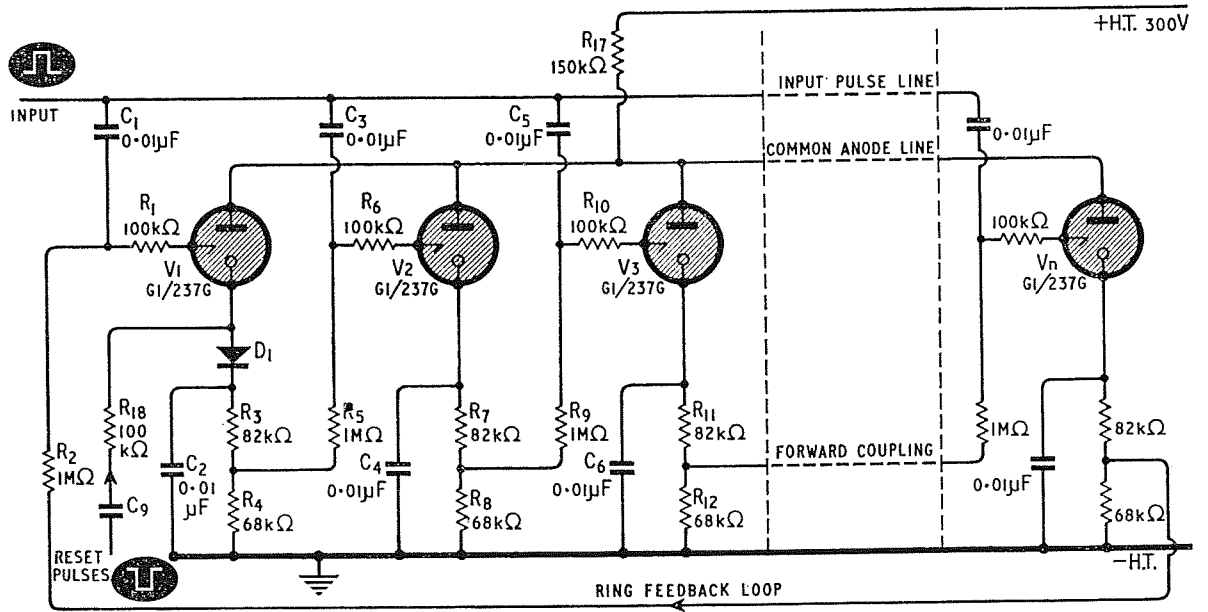 +H.T. 300V
R17
150kΩ
INPUT PULSE LINE
INPUT
C1
0·01μF
C3
0·01μF
C5
0·01μF
0·01μF
COMMON ANODE LINE
R1
100kΩ
R6
100kΩ
R10
100kΩ
100kΩ
V1
G1/237G
V2
G1/237G
V3
G1/237G
Vn
G1/237G
D1
R18
100
kΩ
R3
82kΩ
R5
1MΩ
R7
82kΩ
R9
1MΩ
R11
82kΩ
1MΩ
82kΩ
FORWARD COUPLING
R2
1MΩ
C9
C2
0·01
μF
R4
68kΩ
C4
0·01μF
R8
68kΩ
C6
0·01μF
R12
68kΩ
0·01μF
68kΩ
RESET
PULSES
−H.T.
RING FEEDBACK LOOP